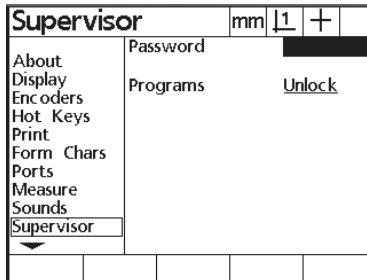 Supervisor mm 1
Password
About
Display
Programs Unlock
Encoders
Hot Keys
Print
Form Chars
Ports
Measure
Sounds
Supervisor